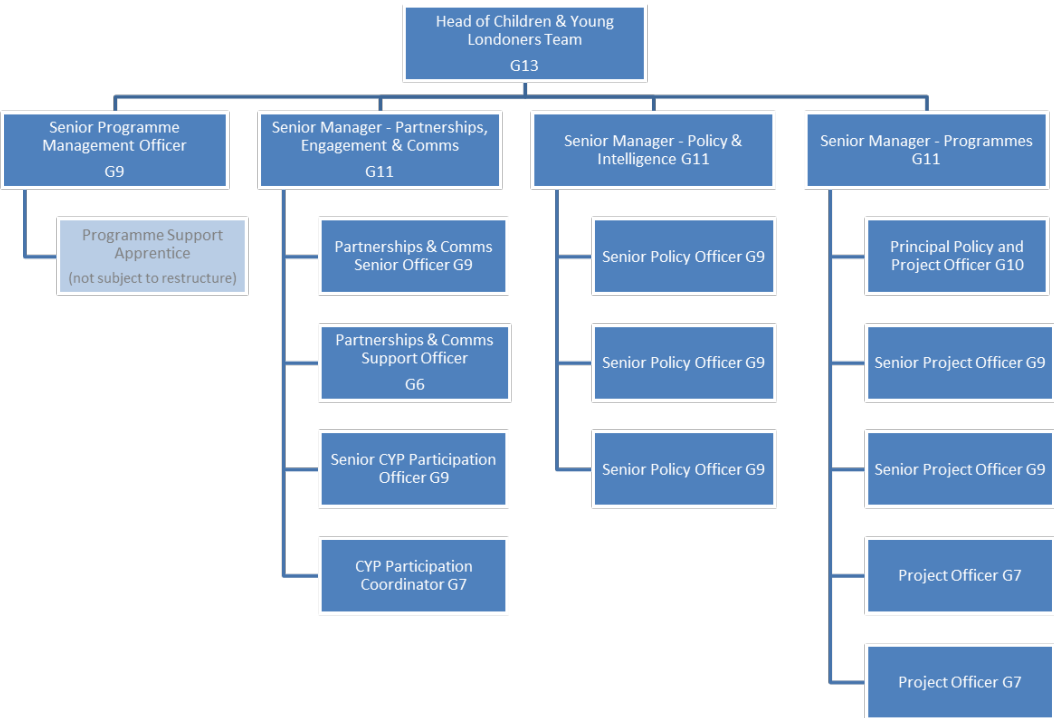 Head of Children & Young
Londoners Team
G13
Senior Programme
Management Officer
G9
Senior Manager - Partnerships,
Engagement & Comms
G11
Senior Manager - Policy &
Intelligence G11
Senior Manager - Programmes
G11
Programme Support
Apprentice
(not subject to restructure)
Partnerships & Comms
Senior Officer G9
Partnerships & Comms
Support Officer
G6
Senior CYP Participation
Officer G9
CYP Participation
Coordinator G7
Senior Policy Officer G9
Senior Policy Officer G9
Senior Policy Officer G9
Principal Policy and
Project Officer G10
Senior Project Officer G9
Senior Project Officer G9
Project Officer G7
Project Officer G7